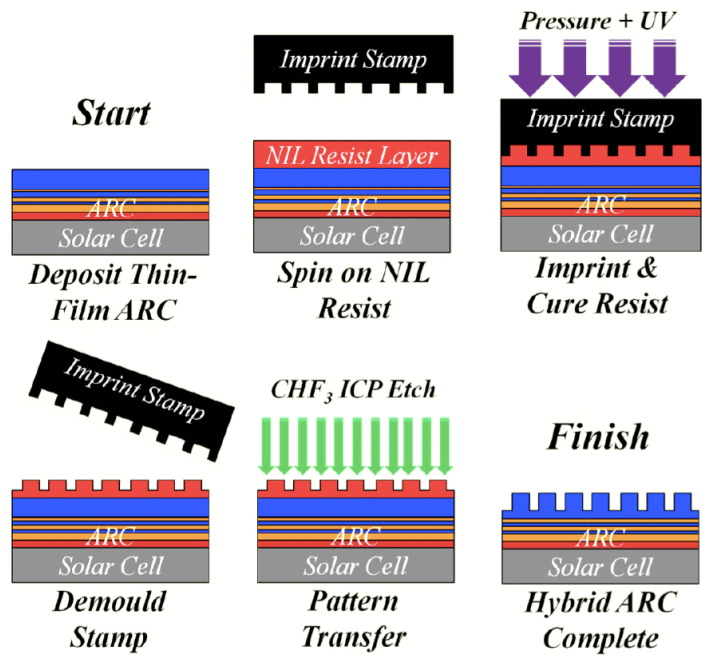 Start
ARC
Solar Cell
Deposit Thin-
Film ARC
Imprint Stamp
NIL Resist Layer
ARC
Solar Cell
Spin on NIL
Resist
Pressure + UV
Imprint Stamp
ARC
Solar Cell
Imprint &
Cure Resist
Imprint Stamp
ARC
Solar Cell
Demould
Stamp
CHF₃ ICP Etch
ARC
Solar Cell
Pattern
Transfer
Finish
ARC
Solar Cell
Hybrid ARC
Complete